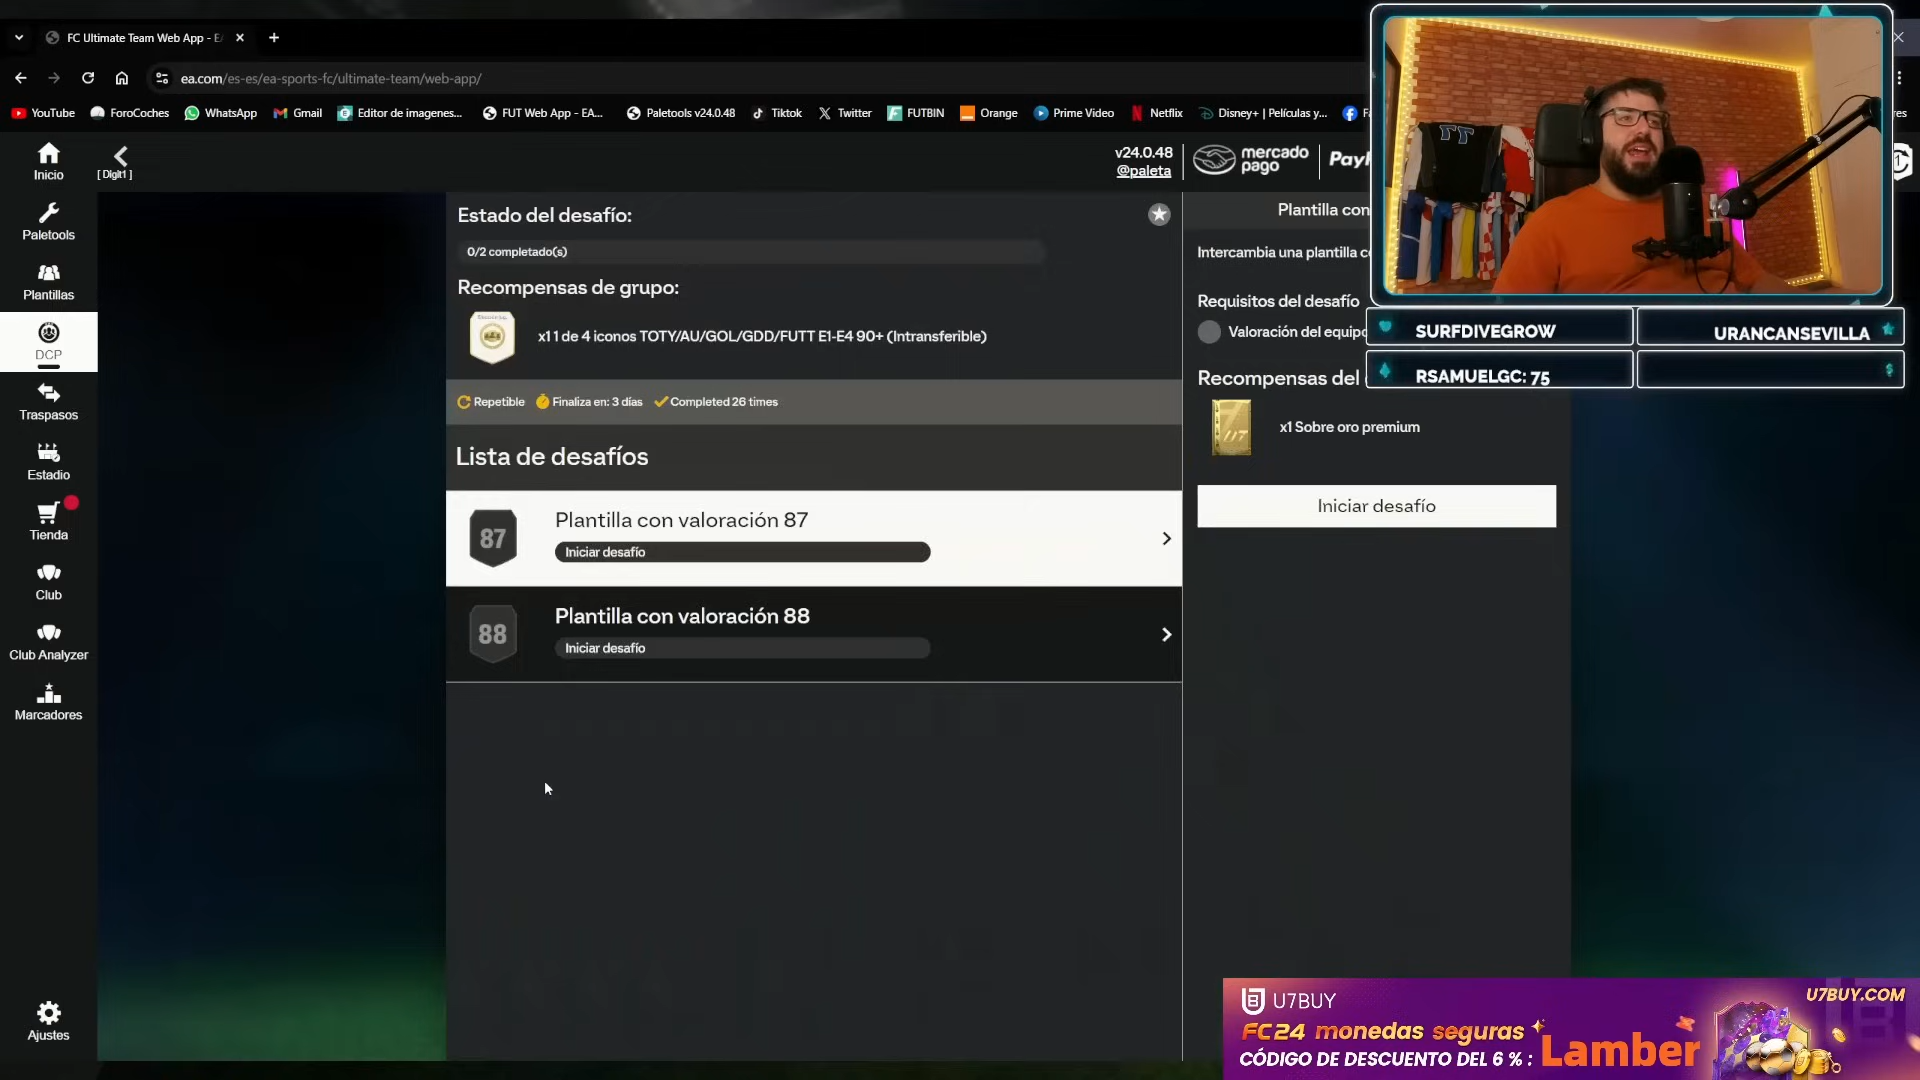 FC Ultimate Team Web App - E
ea.com/es-es/ea-sports-fc/ultimate-team/web-app/
YouTube
ForoCoches
WhatsApp
Gmail
Editor de imagenes...
FUT Web App - EA...
Paletools v24.0.48
Tiktok
Twitter
FUTBIN
Orange
Prime Video
Netflix
Disney+ | Películas y...
Inicio
[ Digit1 ]
Paletools
Plantillas
DCP
Traspasos
Estadio
Tienda
Club
Club Analyzer
Marcadores
Ajustes
v24.0.48
@paleta
mercado
pago
Estado del desafío:
0/2 completado(s)
Recompensas de grupo:
x1 1 de 4 iconos TOTY/AU/GOL/GDD/FUTT E1-E4 90+ (Intransferible)
Repetible
Finaliza en: 3 días
Completed 26 times
Lista de desafíos
87
Plantilla con valoración 87
Iniciar desafío
88
Plantilla con valoración 88
Iniciar desafío
Plantilla con
Intercambia una plantilla
Requisitos del desafío
Valoración del equipo
Recompensas del
x1 Sobre oro premium
Iniciar desafío
SURFDIVEGROW
URANCANSEVILLA
RSAMUELGC: 75
U7BUY
U7BUY.COM
FC24 monedas seguras
CÓDIGO DE DESCUENTO DEL 6 % : Lamber